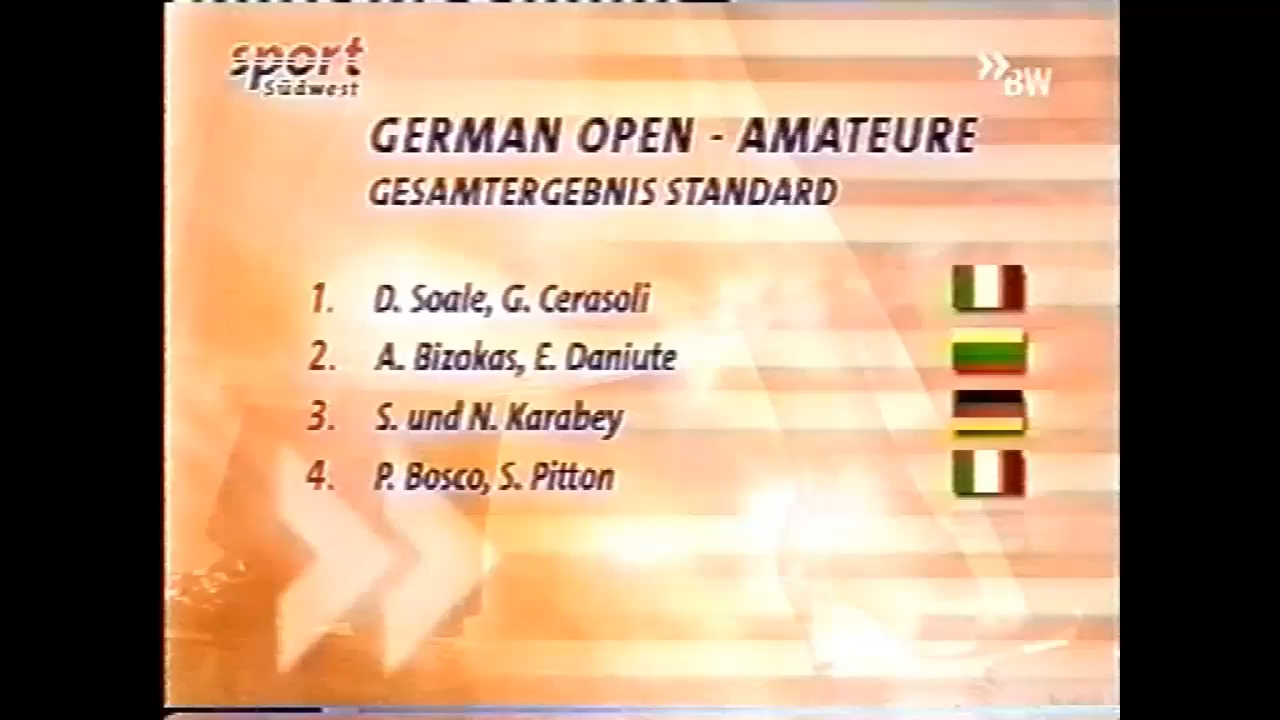 sport
Südwest
»BW
GERMAN OPEN - AMATEURE
GESAMTERGEBNIS STANDARD
1. D. Soale, G. Cerasoli
2. A. Bizokas, E. Daniute
3. S. und N. Karabey
4. P. Bosco, S. Pitton